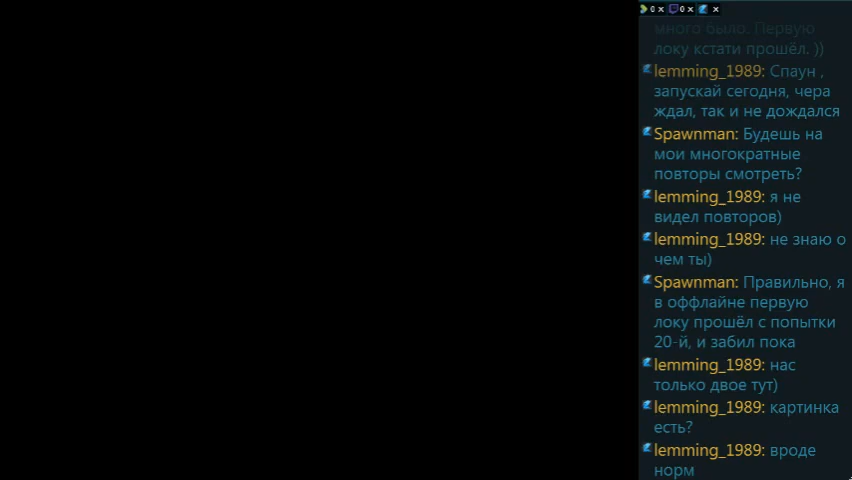 0 x 0 x x
много было. Первую
локу кстати прошёл. ))
lemming_1989: Спаун ,
запускай сегодня, чера
ждал, так и не дождался
Spawnman: Будешь на
мои многократные
повторы смотреть?
lemming_1989: я не
видел повторов)
lemming_1989: не знаю о
чем ты)
Spawnman: Правильно, я
в оффлайне первую
локу прошёл с попытки
20-й, и забил пока
lemming_1989: нас
только двое тут)
lemming_1989: картинка
есть?
lemming_1989: вроде
норм